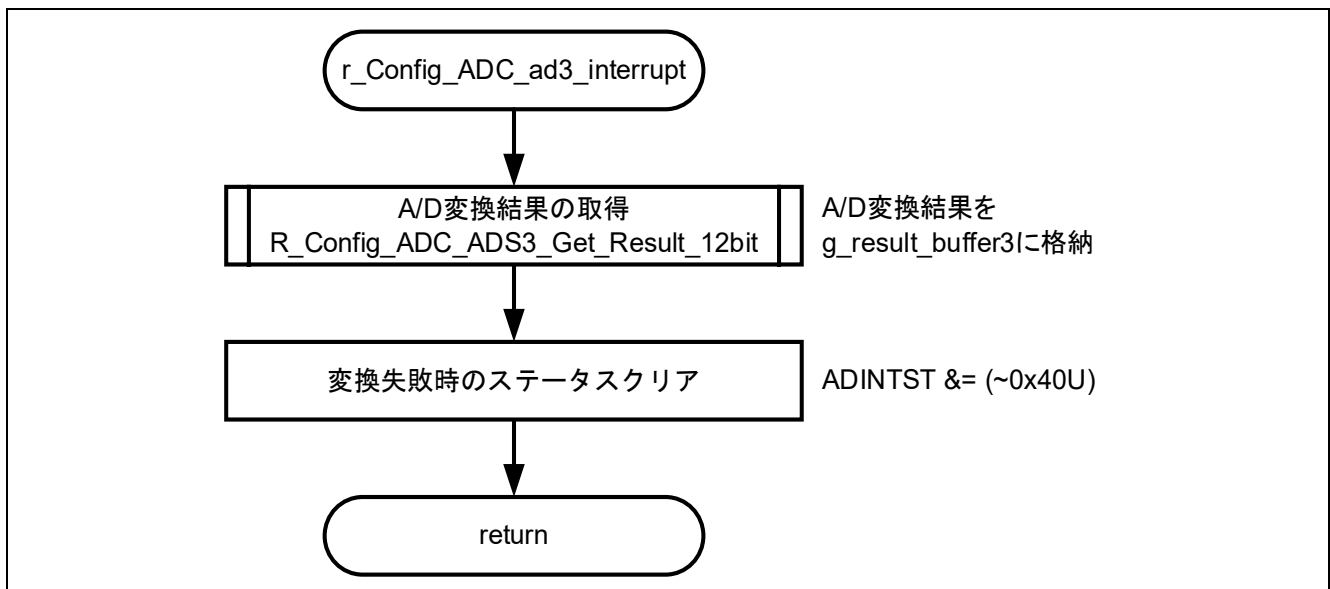 r_Config_ADC_ad3_interrupt
A/D変換結果の取得
R_Config_ADC_ADS3_Get_Result_12bit
A/D変換結果を
g_result_buffer3に格納
変換失敗時のステータスクリア
ADINTST &= (~0x40U)
return